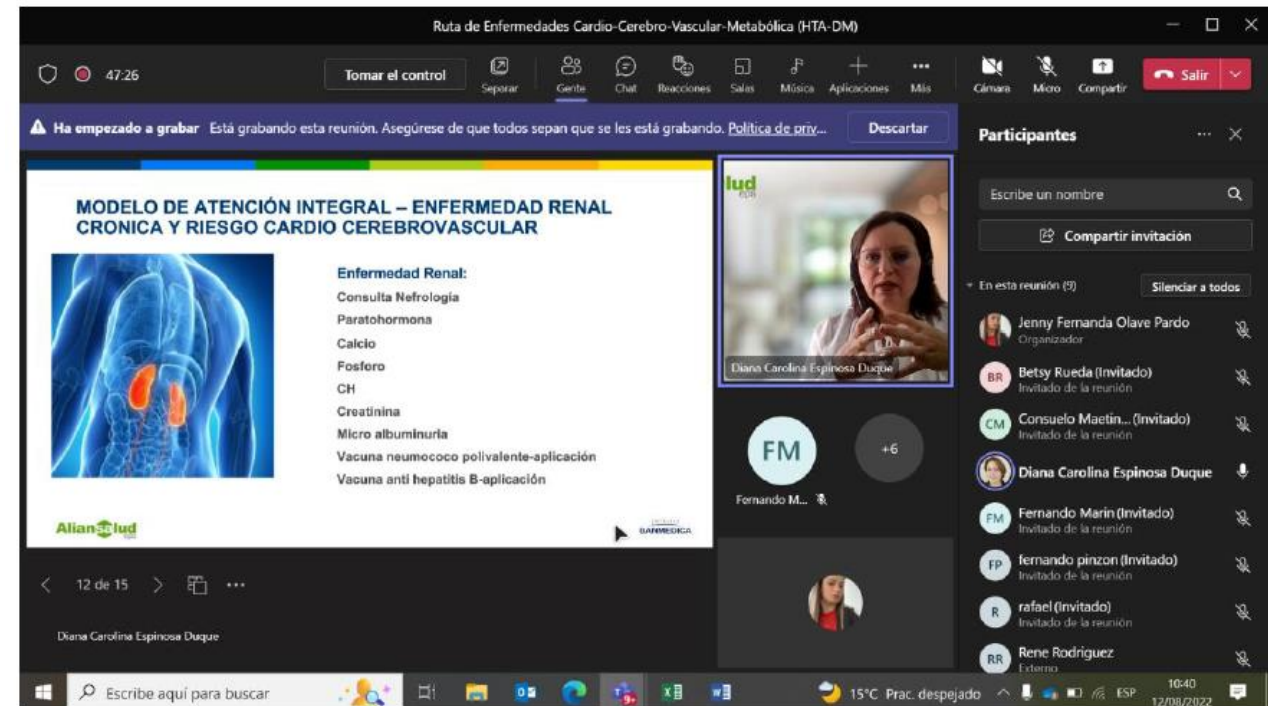 Ruta de Enfermedades Cardio-Cerebro-Vascular-Metabólica (HTA-DM)
47:26
Tomar el control
Separar
Gente
Chat
Reacciones
Salas
Música
Aplicaciones
Más
Cámara
Micro
Compartir
Salir
Ha empezado a grabar Está grabando esta reunión. Asegúrese de que todos sepan que se les está grabando. Política de priv...
Descartar
MODELO DE ATENCIÓN INTEGRAL – ENFERMEDAD RENAL
CRONICA Y RIESGO CARDIO CEREBROVASCULAR
Enfermedad Renal:
Consulta Nefrología
Paratohormona
Calcio
Fosforo
CH
Creatinina
Micro albuminuria
Vacuna neumococo polivalente-aplicación
Vacuna anti hepatitis B-aplicación
Aliansalud
eps
BANMEDICA
lud
eps
Diana Carolina Espinosa Duque
FM
+6
Fernando M...
12 de 15
Diana Carolina Espinosa Duque
Participantes
Escribe un nombre
Compartir invitación
En esta reunión (9)
Silenciar a todos
Jenny Fernanda Olave Pardo
Organizador
BR
Betsy Rueda (Invitado)
Invitado de la reunión
CM
Consuelo Maetin... (Invitado)
Invitado de la reunión
Diana Carolina Espinosa Duque
FM
Fernando Marin (Invitado)
Invitado de la reunión
FP
fernando pinzon (Invitado)
Invitado de la reunión
R
rafael (Invitado)
Invitado de la reunión
RR
Rene Rodriguez
Externo
Escribe aquí para buscar
9+
15°C Prac. despejado
ESP
10:40
12/08/2022